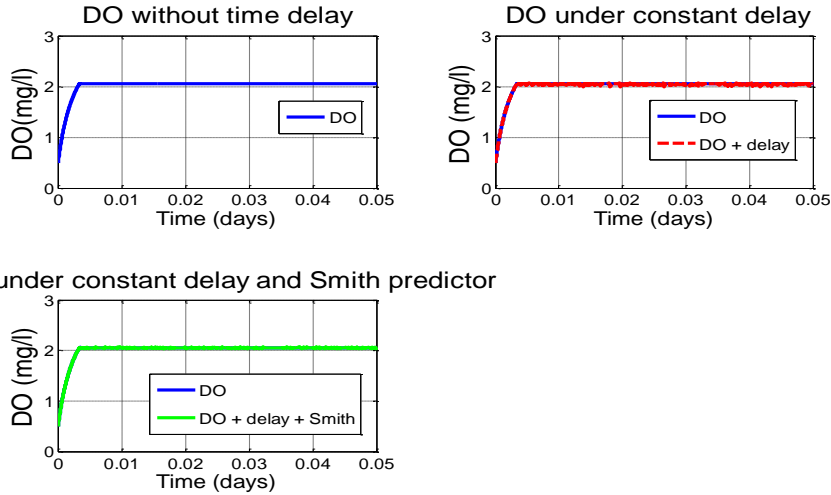 DO without time delay
3
2
1
0
DO(mg/l)
DO
0 0.01 0.02 0.03 0.04 0.05
Time (days)
DO under constant delay
3
2
1
0
DO (mg/l)
DO
DO + delay
0 0.01 0.02 0.03 0.04 0.05
Time (days)
under constant delay and Smith predictor
3
2
1
0
DO (mg/l)
DO
DO + delay + Smith
0 0.01 0.02 0.03 0.04 0.05
Time (days)